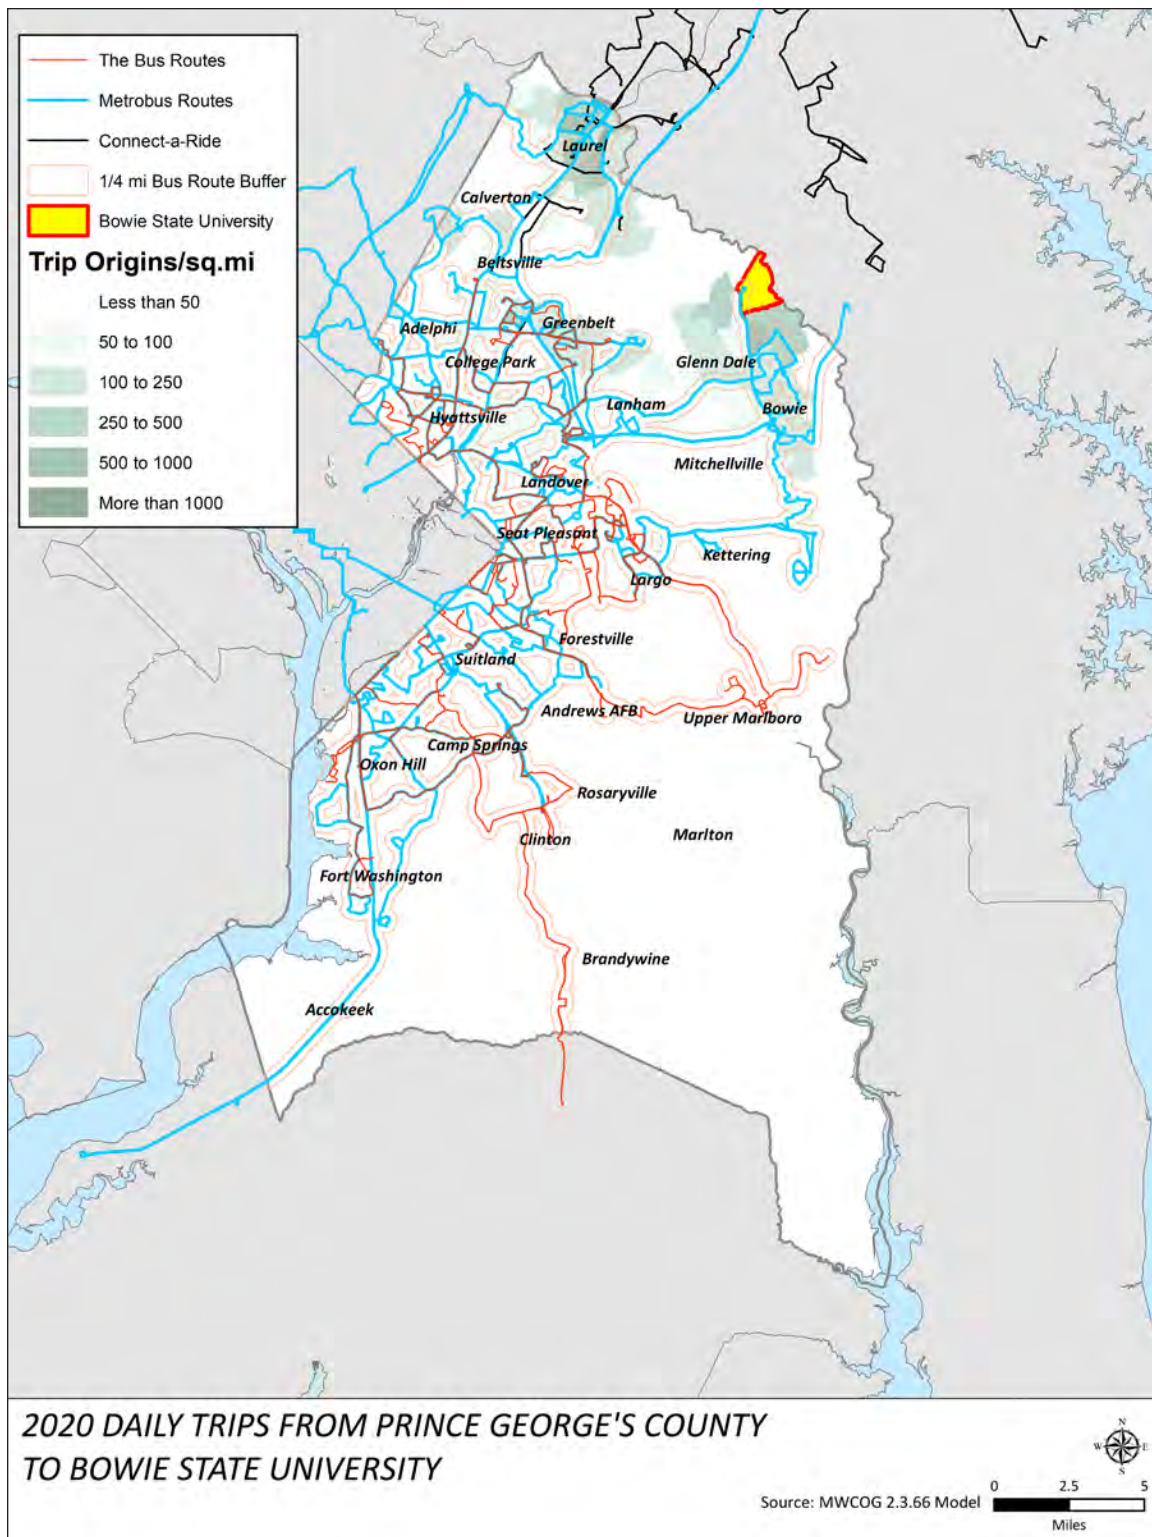 The Bus Routes
Metrobus Routes
Connect-a-Ride
1/4 mi Bus Route Buffer
Bowie State University
Trip Origins/sq.mi
Less than 50
50 to 100
100 to 250
250 to 500
500 to 1000
More than 1000
Laurel
Calverton
Beltsville
Adelphi
Greenbelt
College Park
Glenn Dale
Hyattsville
Lanham
Bowie
Mitchellville
Landover
Seat Pleasant
Kettering
Largo
Forestville
Suitland
Andrews AFB
Upper Marlboro
Camp Springs
Oxon Hill
Rosaryville
Clinton
Marlton
Fort Washington
Brandywine
Accokeek
2020 DAILY TRIPS FROM PRINCE GEORGE'S COUNTY
TO BOWIE STATE UNIVERSITY
N
W
E
S
Source: MWCOG 2.3.66 Model
0 2.5 5
Miles